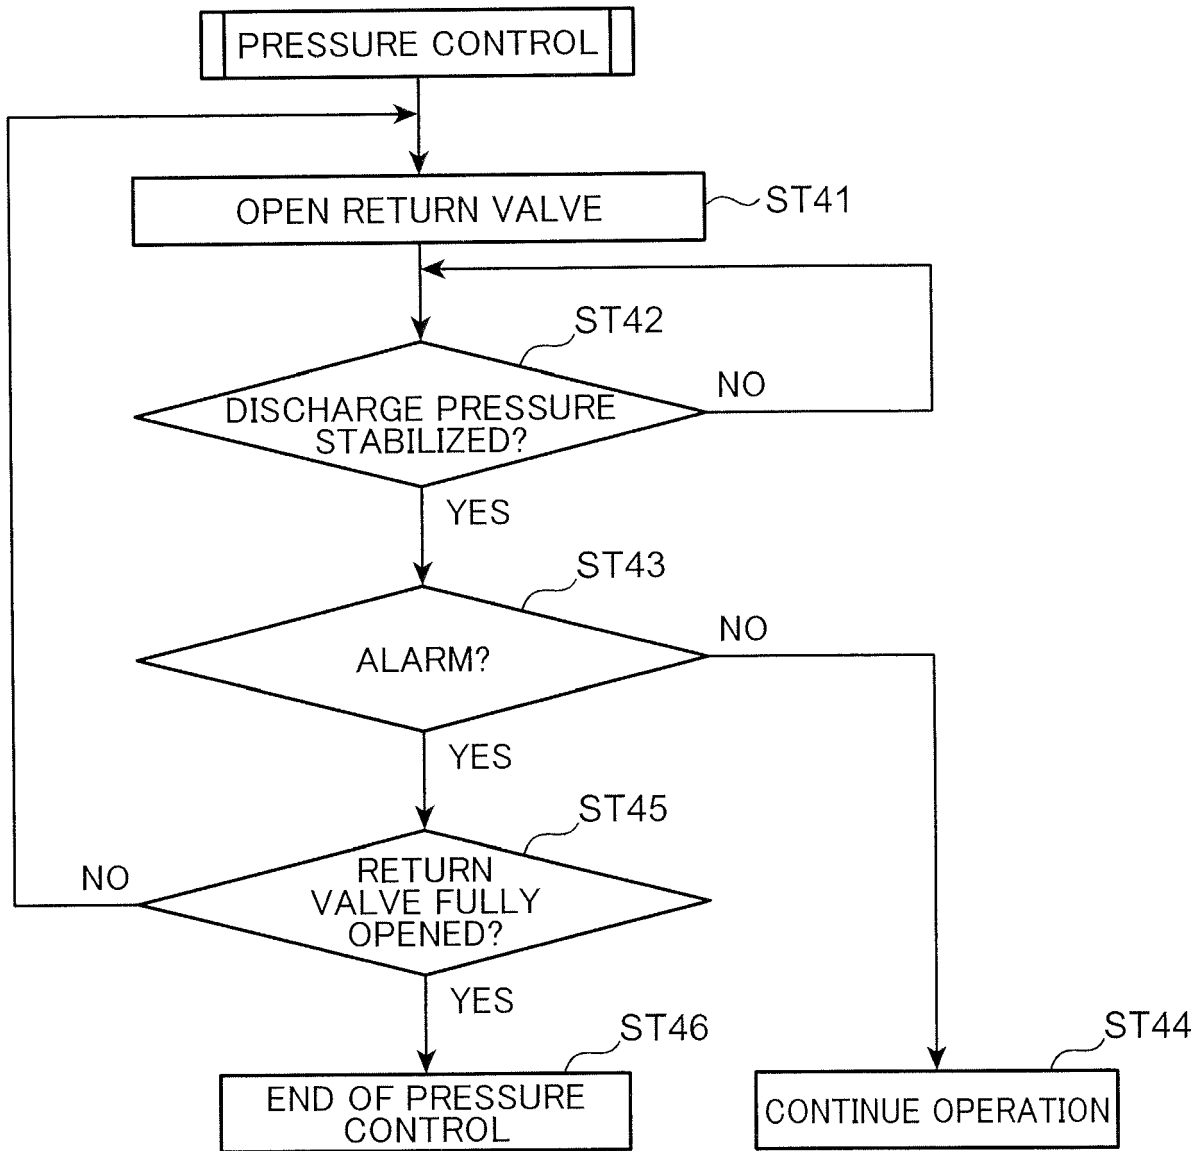 PRESSURE CONTROL
OPEN RETURN VALVE
ST41
ST42
DISCHARGE PRESSURE
STABILIZED?
NO
YES
ST43
ALARM?
NO
YES
ST45
RETURN
VALVE FULLY
OPENED?
NO
YES
ST46
END OF PRESSURE
CONTROL
ST44
CONTINUE OPERATION